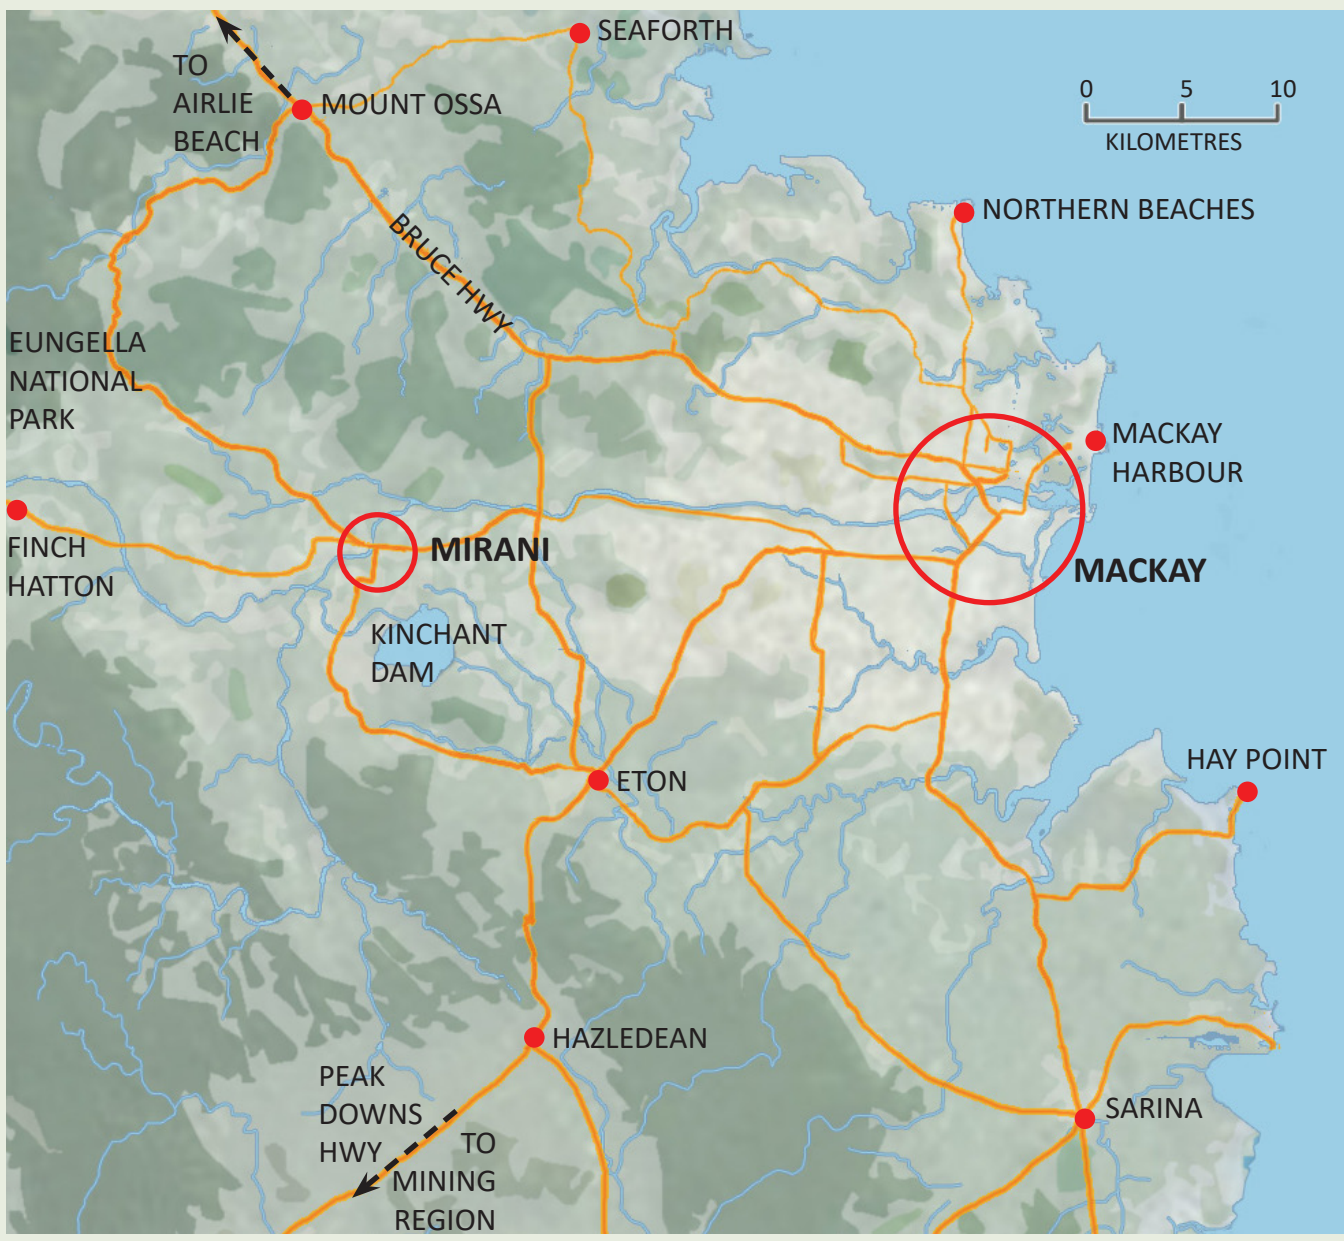 SEAFORTH
TO
AIRLIE
BEACH
MOUNT OSSA
0 5 10
KILOMETRES
NORTHERN BEACHES
BRUCE HWY
EUNGELLA
NATIONAL
PARK
MACKAY
HARBOUR
FINCH
HATTON
MIRANI
MACKAY
KINCHANT
DAM
HAY POINT
ETON
HAZLEDEAN
PEAK
DOWNS
HWY
TO
MINING
REGION
SARINA